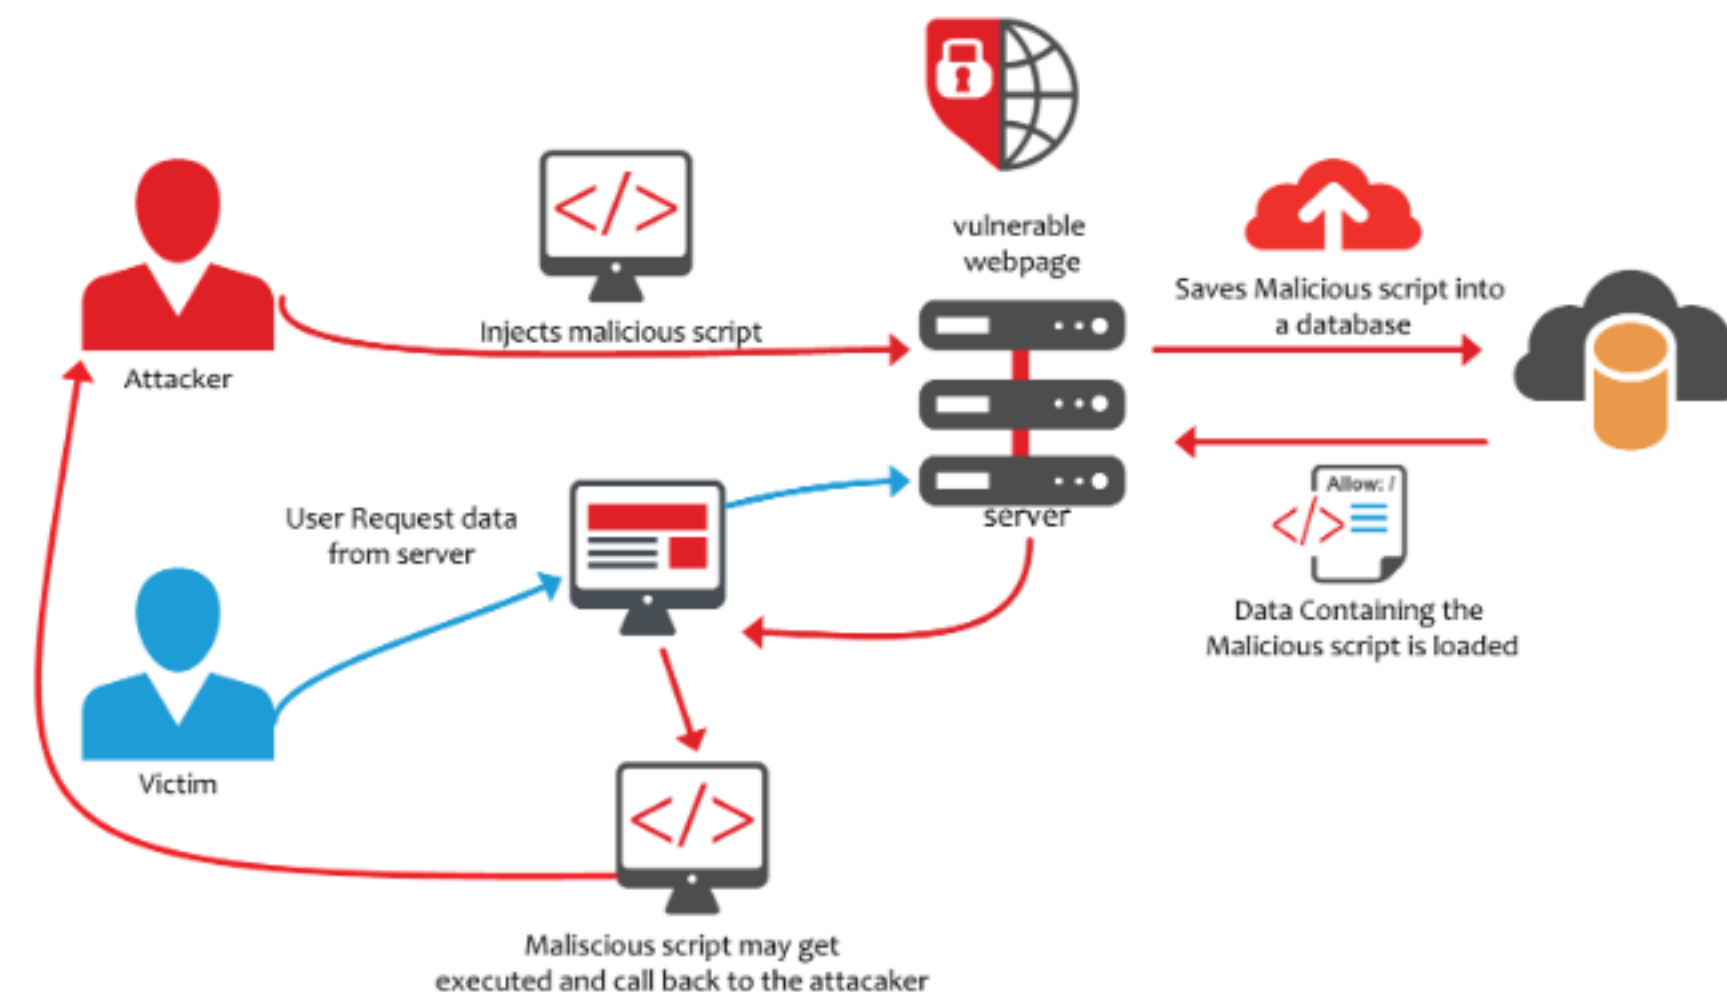 vulnerable
webpage
Saves Malicious script into
a database
Injects malicious script
Attacker
Allow: /
User Request data
from server
server
Data Containing the
Malicious script is loaded
Victim
Maliscious script may get
executed and call back to the attacaker